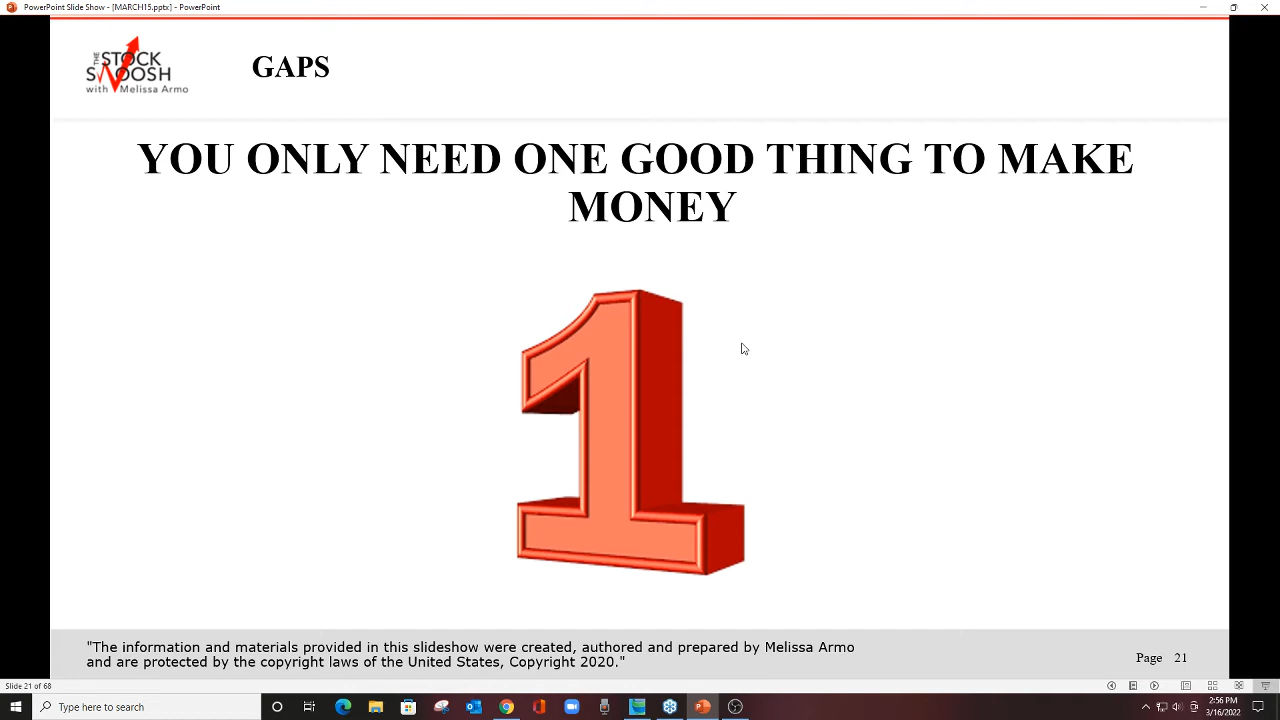 PowerPoint Slide Show - [MARCH15.pptx] - PowerPoint
THE
STOCK
SWOOSH
with Melissa Armo
GAPS
YOU ONLY NEED ONE GOOD THING TO MAKE
MONEY
1
"The information and materials provided in this slideshow were created, authored and prepared by Melissa Armo
and are protected by the copyright laws of the United States, Copyright 2020."
Page 21
Slide 21 of 68
Type here to search
2:56 PM
3/16/2022